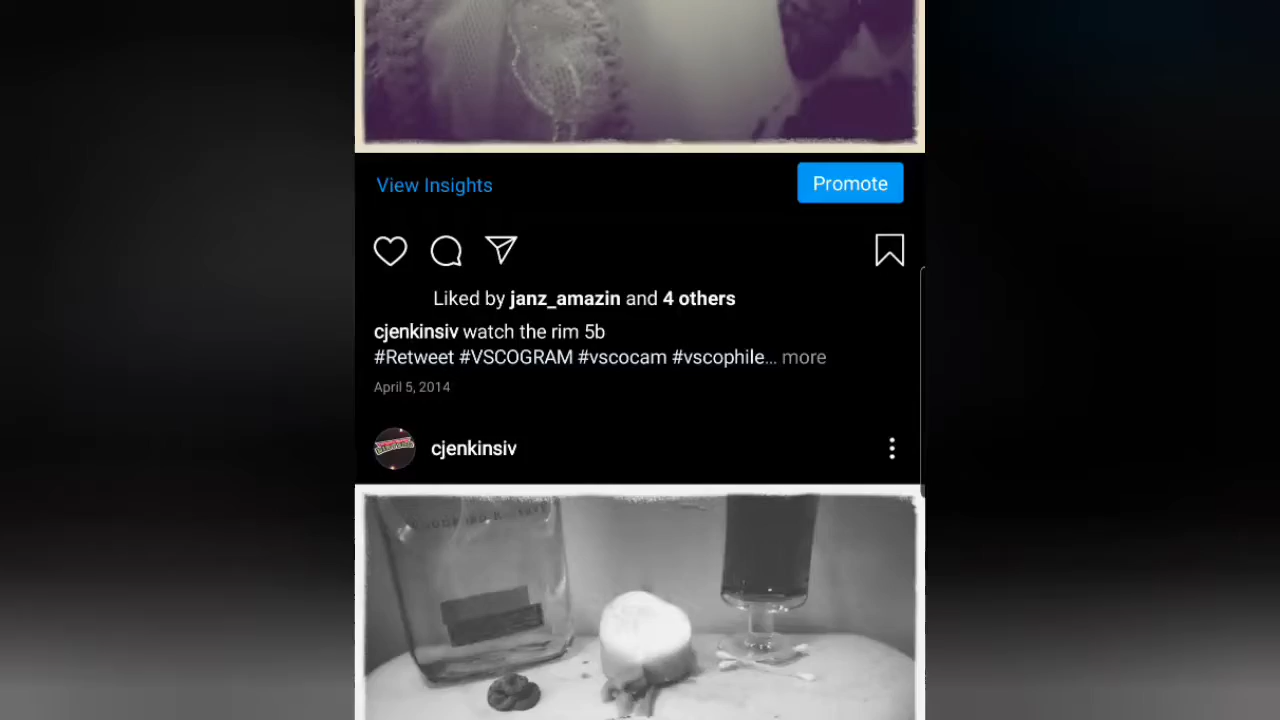 View Insights
Promote
Liked by janz_amazin and 4 others
cjenkinsiv watch the rim 5b
#Retweet #VSCOGRAM #vscocam #vscophile... more
April 5, 2014
cjenkinsiv